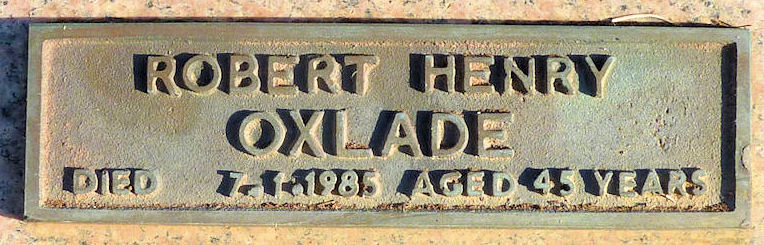 ROBERT HENRY
OXLADE
DIED 7.1.1985 AGED 45 YEARS